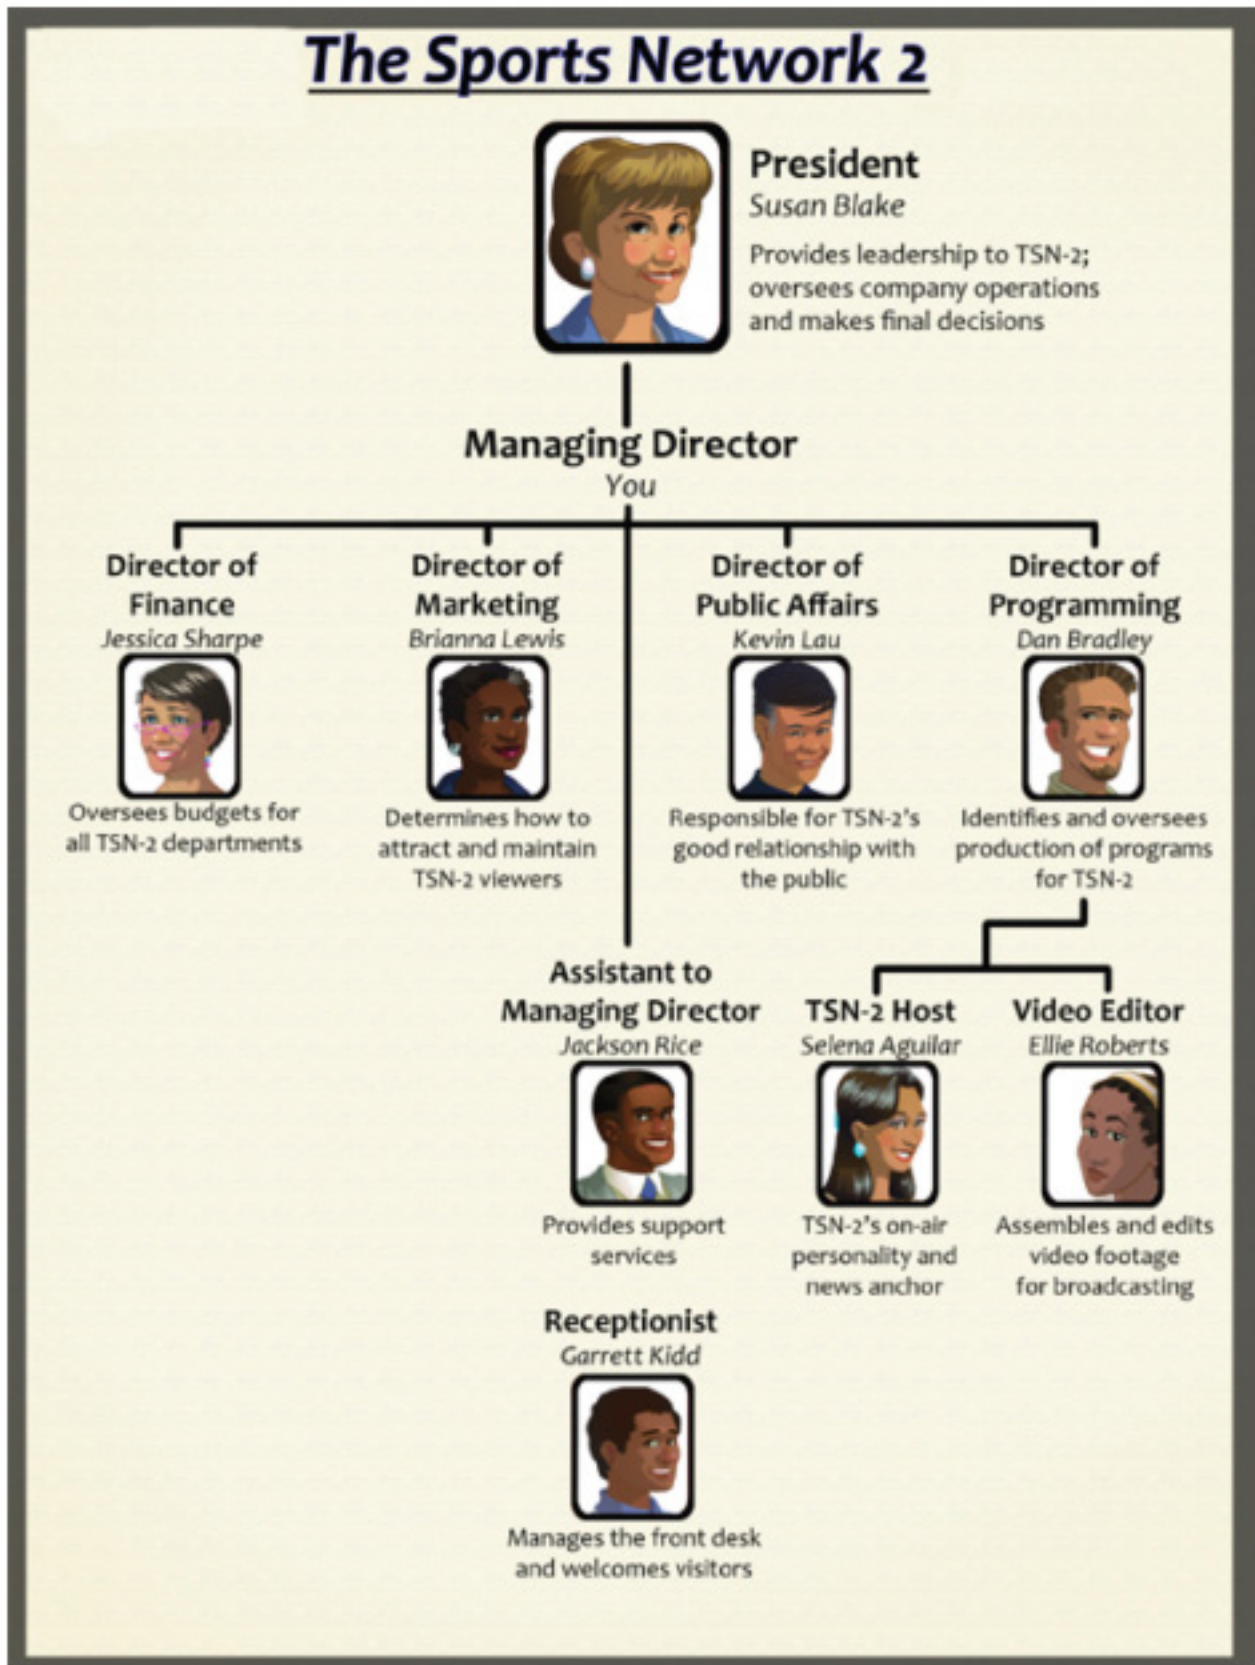 The Sports Network 2
President
Susan Blake
Provides leadership to TSN-2;
oversees company operations
and makes final decisions
Managing Director
You
Director of
Finance
Jessica Sharpe
Oversees budgets for
all TSN-2 departments
Director of
Marketing
Brianna Lewis
Determines how to
attract and maintain
TSN-2 viewers
Director of
Public Affairs
Kevin Lau
Responsible for TSN-2's
good relationship with
the public
Director of
Programming
Dan Bradley
Identifies and oversees
production of programs
for TSN-2
Assistant to
Managing Director
Jackson Rice
Provides support
services
TSN-2 Host
Selena Aguilar
TSN-2's on-air
personality and
news anchor
Video Editor
Ellie Roberts
Assembles and edits
video footage
for broadcasting
Receptionist
Garrett Kidd
Manages the front desk
and welcomes visitors